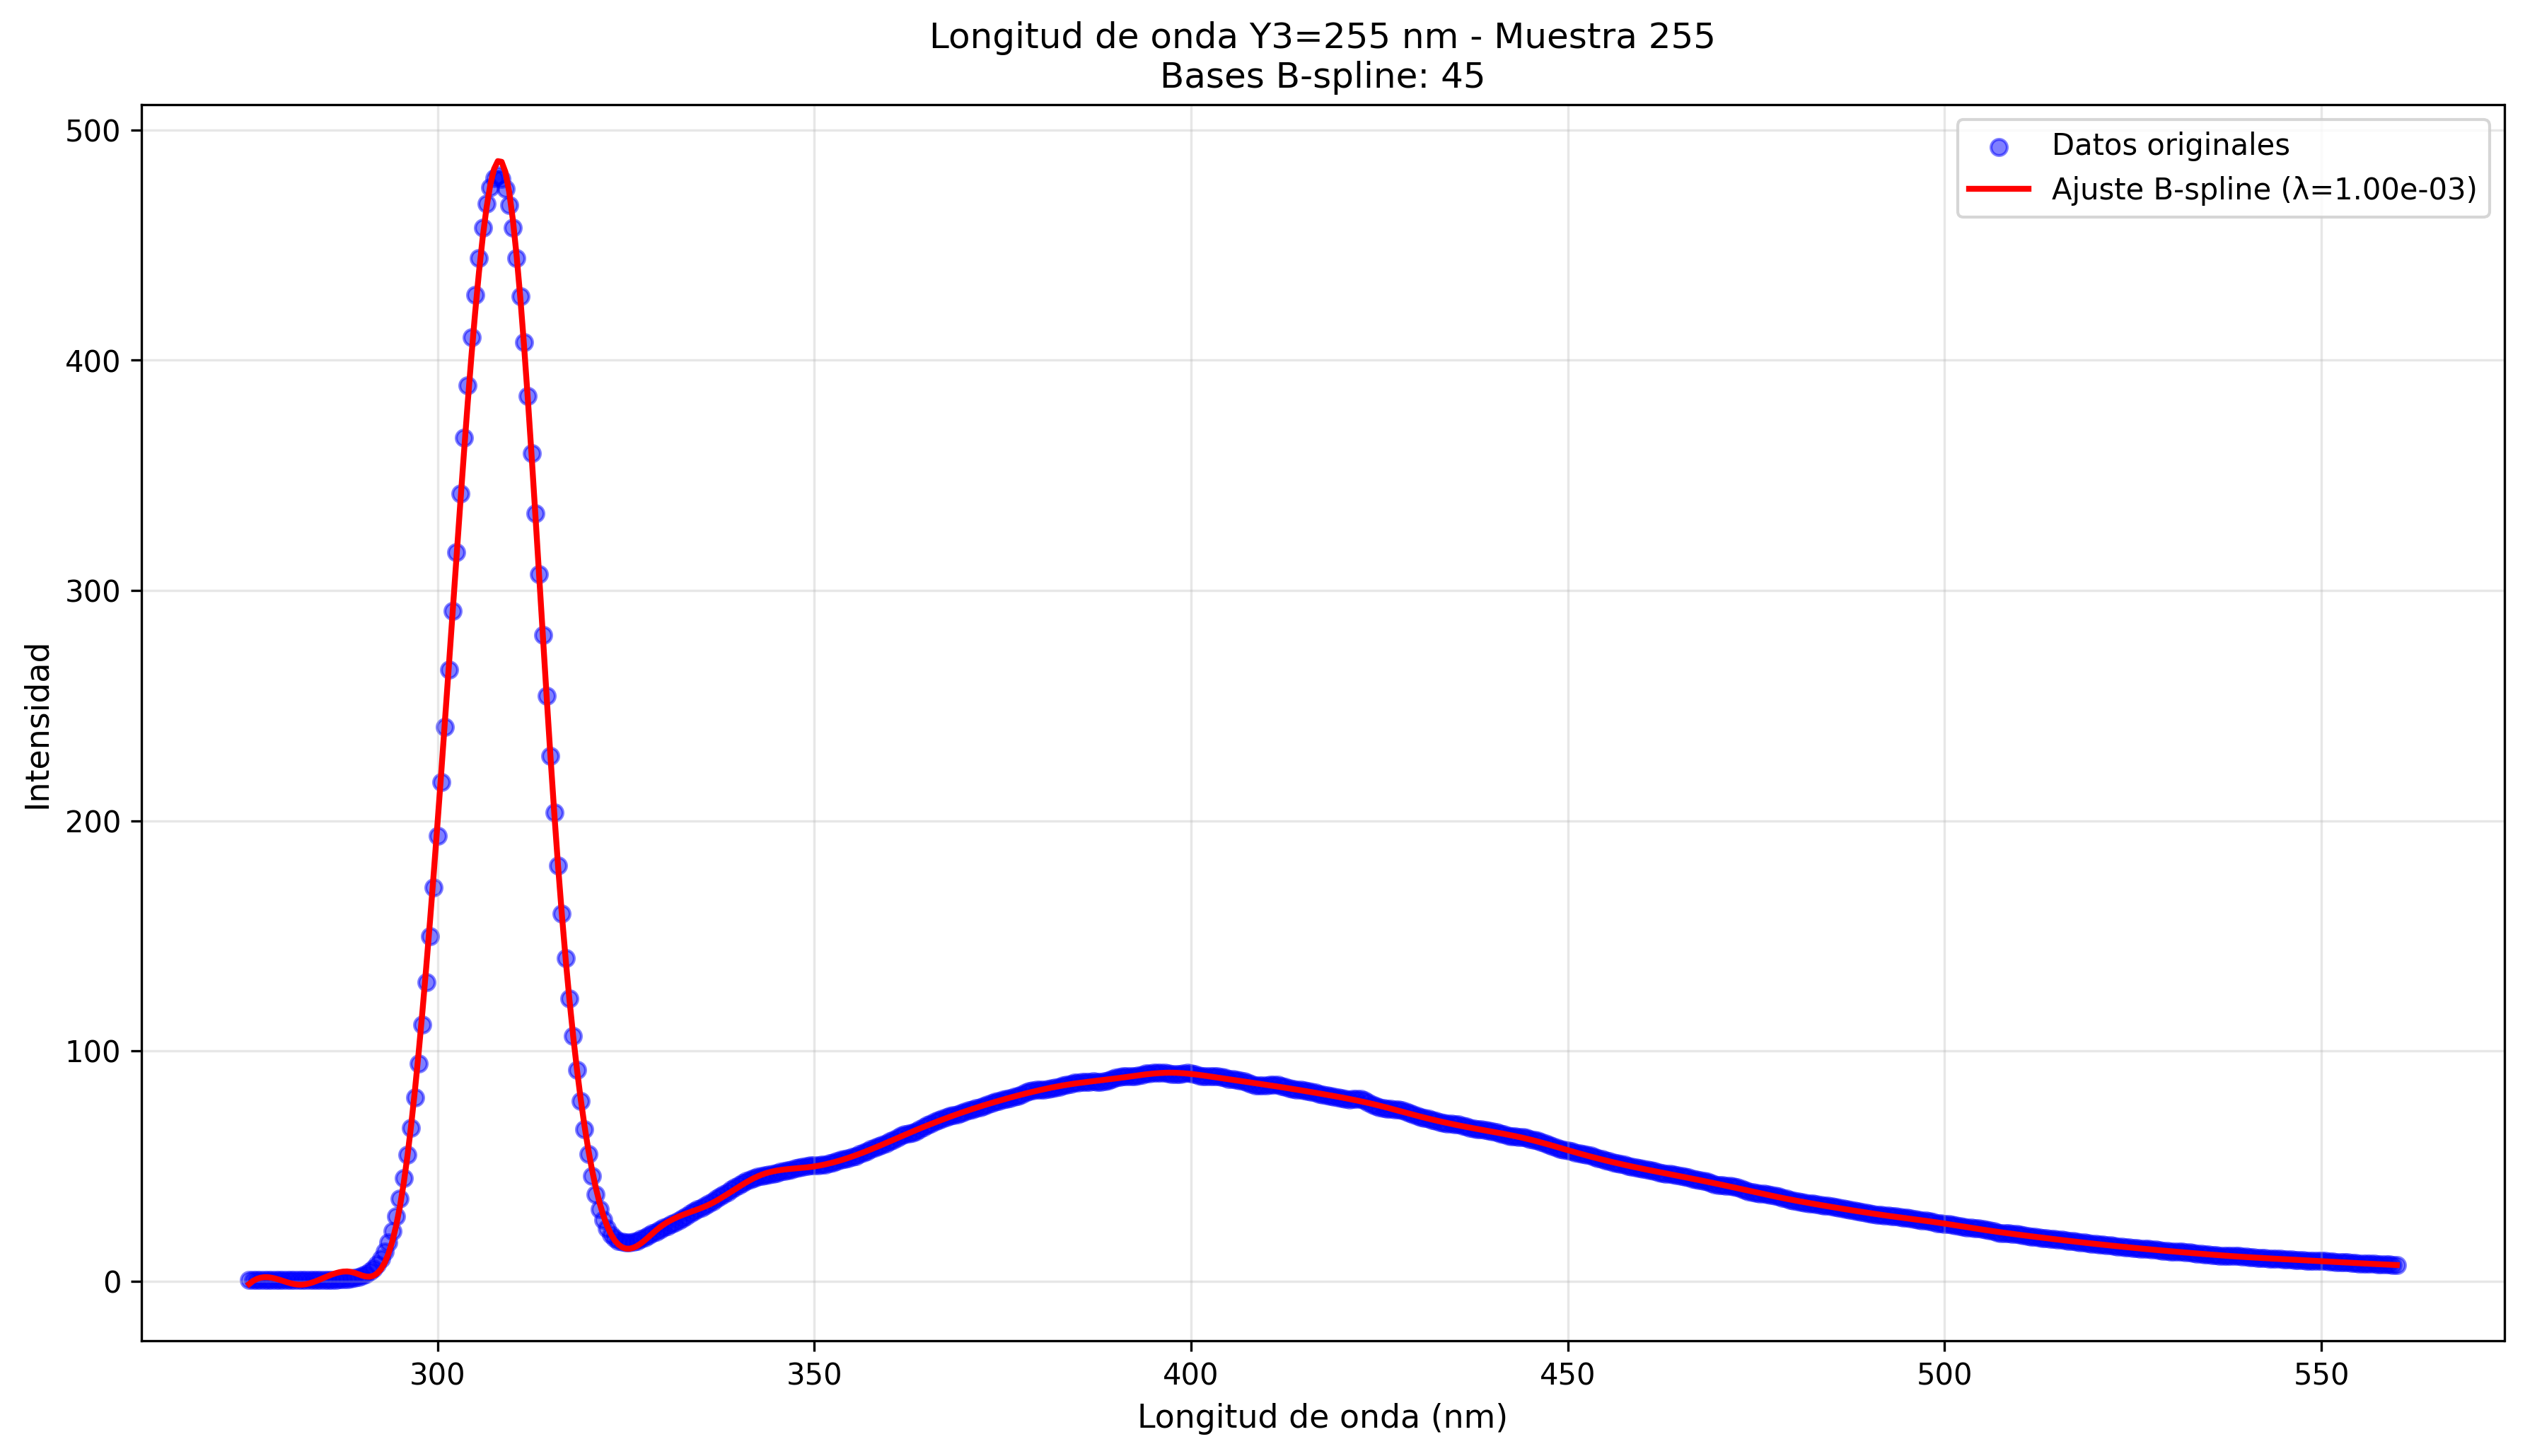 Longitud de onda Y3=255 nm - Muestra 255
Bases B-spline: 45
500
400
300
200
100
0
Intensidad
Datos originales
Ajuste B-spline (λ=1.00e-03)
300
350
400
450
500
550
Longitud de onda (nm)